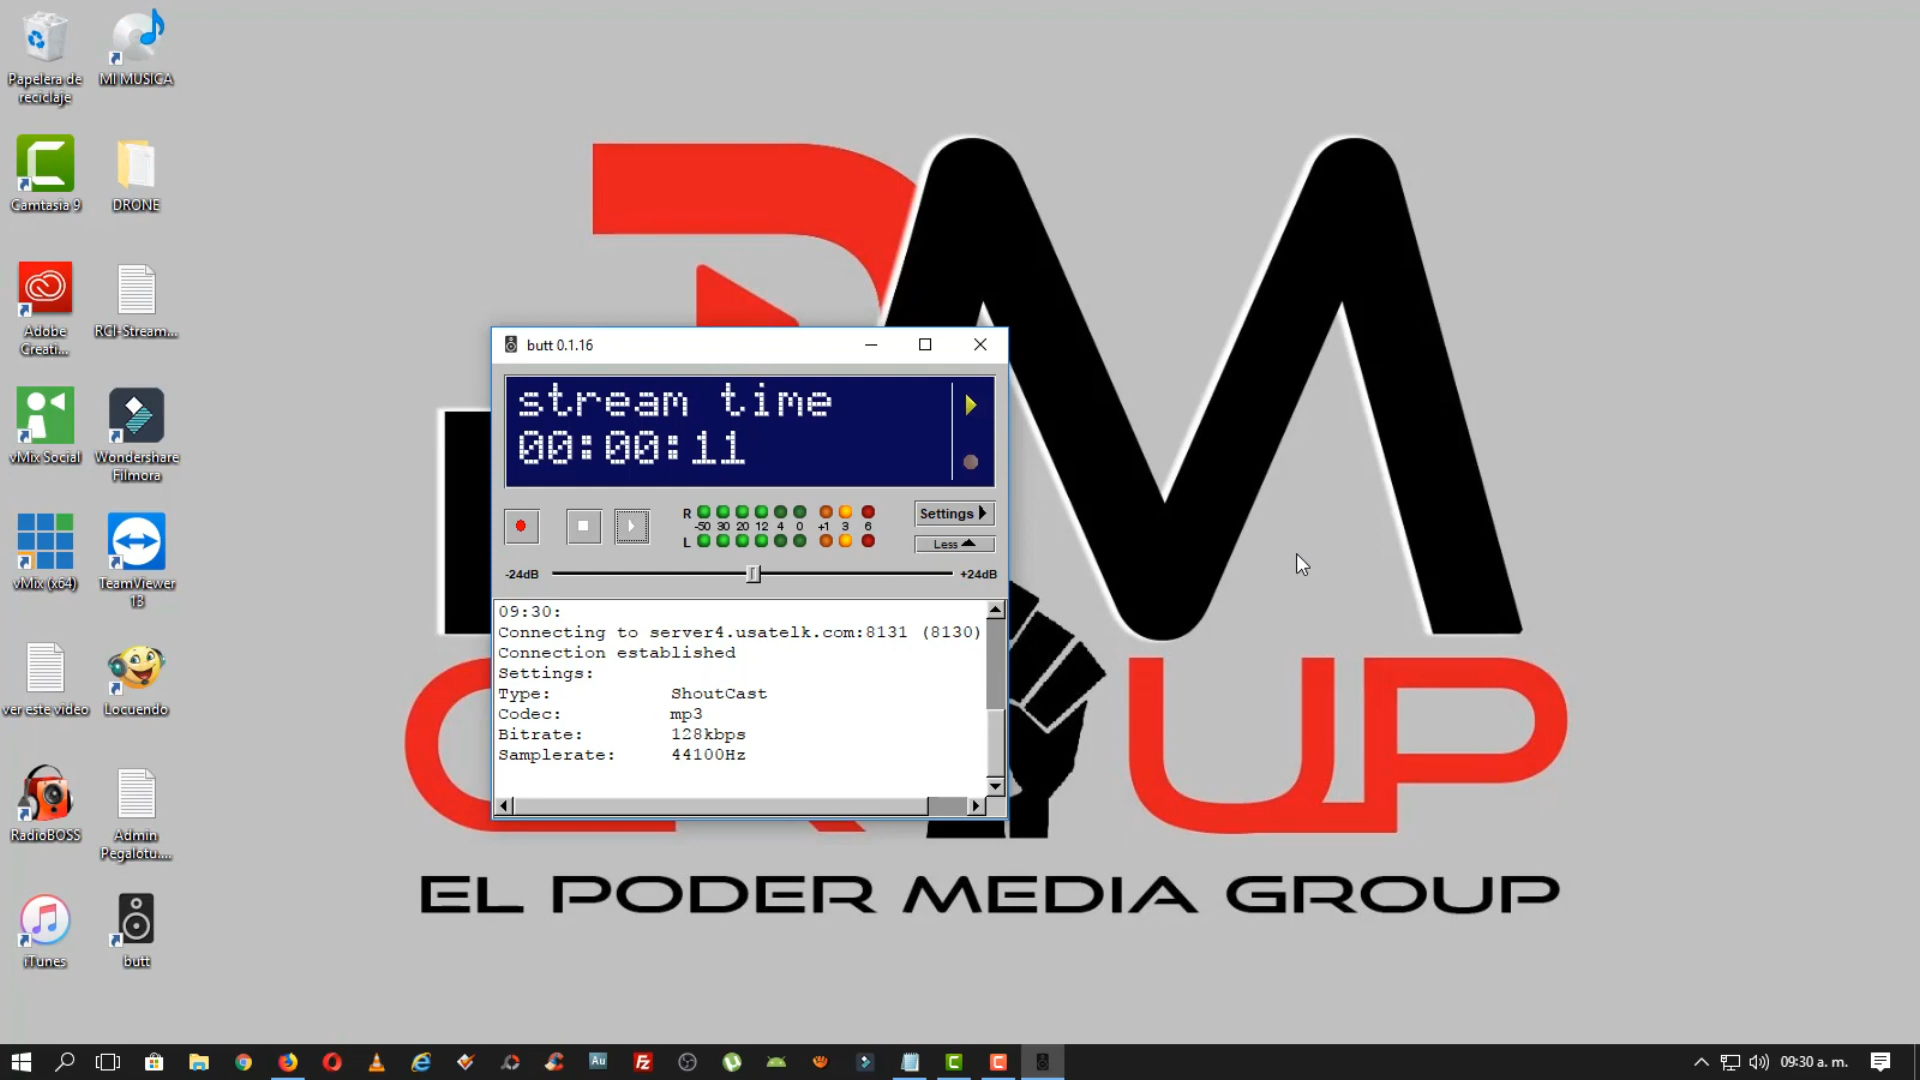 Papelera de
reciclaje
MI MUSICA
Camtasia 9
DRONE
Adobe
Creati...
RCI-Stream...
vMix Social
Wondershare
Filmora
vMix (x64)
TeamViewer
13
ver este video
Locuendo
RadioBOSS
Admin
Pegalotu....
iTunes
butt
butt 0.1.16
stream time
00:00:11
R
-50 30 20 12 4 0 +1 3 6
L
Settings
Less
-24dB
+24dB
09:30:
Connecting to server4.usatelk.com:8131 (8130)
Connection established
Settings:
Type: ShoutCast
Codec: mp3
Bitrate: 128kbps
Samplerate: 44100Hz
EL PODER MEDIA GROUP
Au
Fz
09:30 a. m.